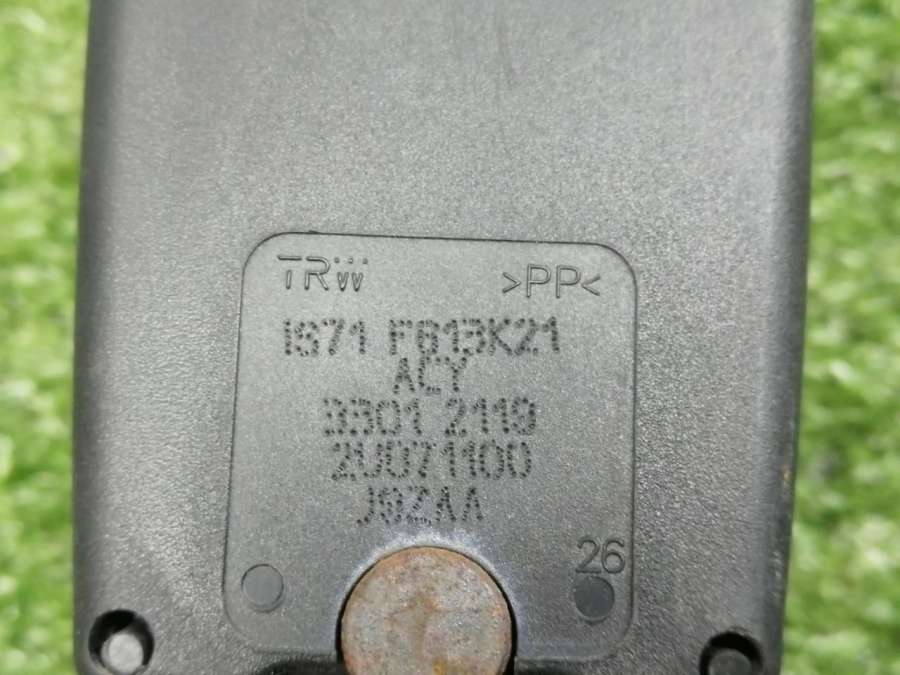 TRW >PP<
1S71 F613K21
ACY
3301 2119
2U071100
J9ZAA
26